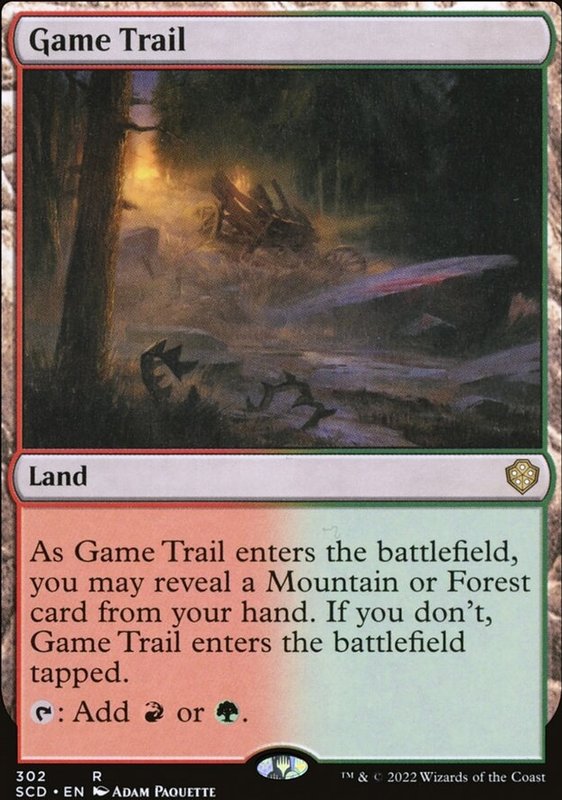 Game Trail
Land
As Game Trail enters the battlefield,
you may reveal a Mountain or Forest
card from your hand. If you don't,
Game Trail enters the battlefield
tapped.
: Add or .
302 R
SCD • EN ADAM PAQUETTE
™ & © 2022 Wizards of the Coast